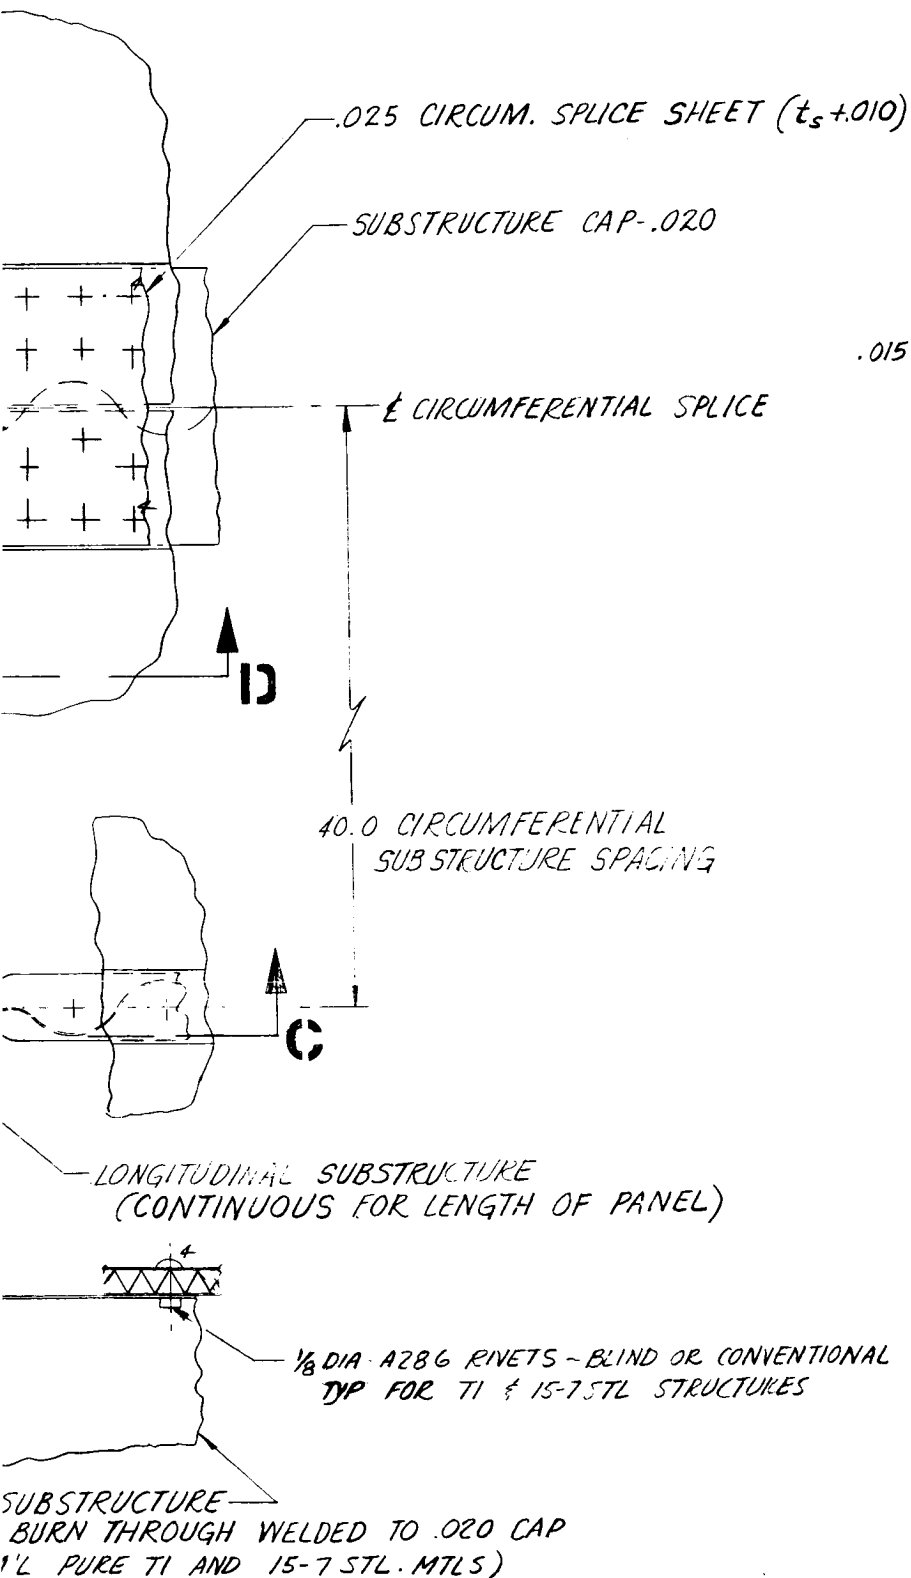 .025 CIRCUM. SPLICE SHEET (ts +.010)
SUBSTRUCTURE CAP-.020
.015
℄ CIRCUMFERENTIAL SPLICE
D
40.0 CIRCUMFERENTIAL
SUBSTRUCTURE SPACING
C
LONGITUDINAL SUBSTRUCTURE
(CONTINUOUS FOR LENGTH OF PANEL)
1/8 DIA A286 RIVETS - BLIND OR CONVENTIONAL
TYP FOR TI & 15-7 STL STRUCTURES
SUBSTRUCTURE
BURN THROUGH WELDED TO .020 CAP
'L PURE TI AND 15-7 STL. MTLS)